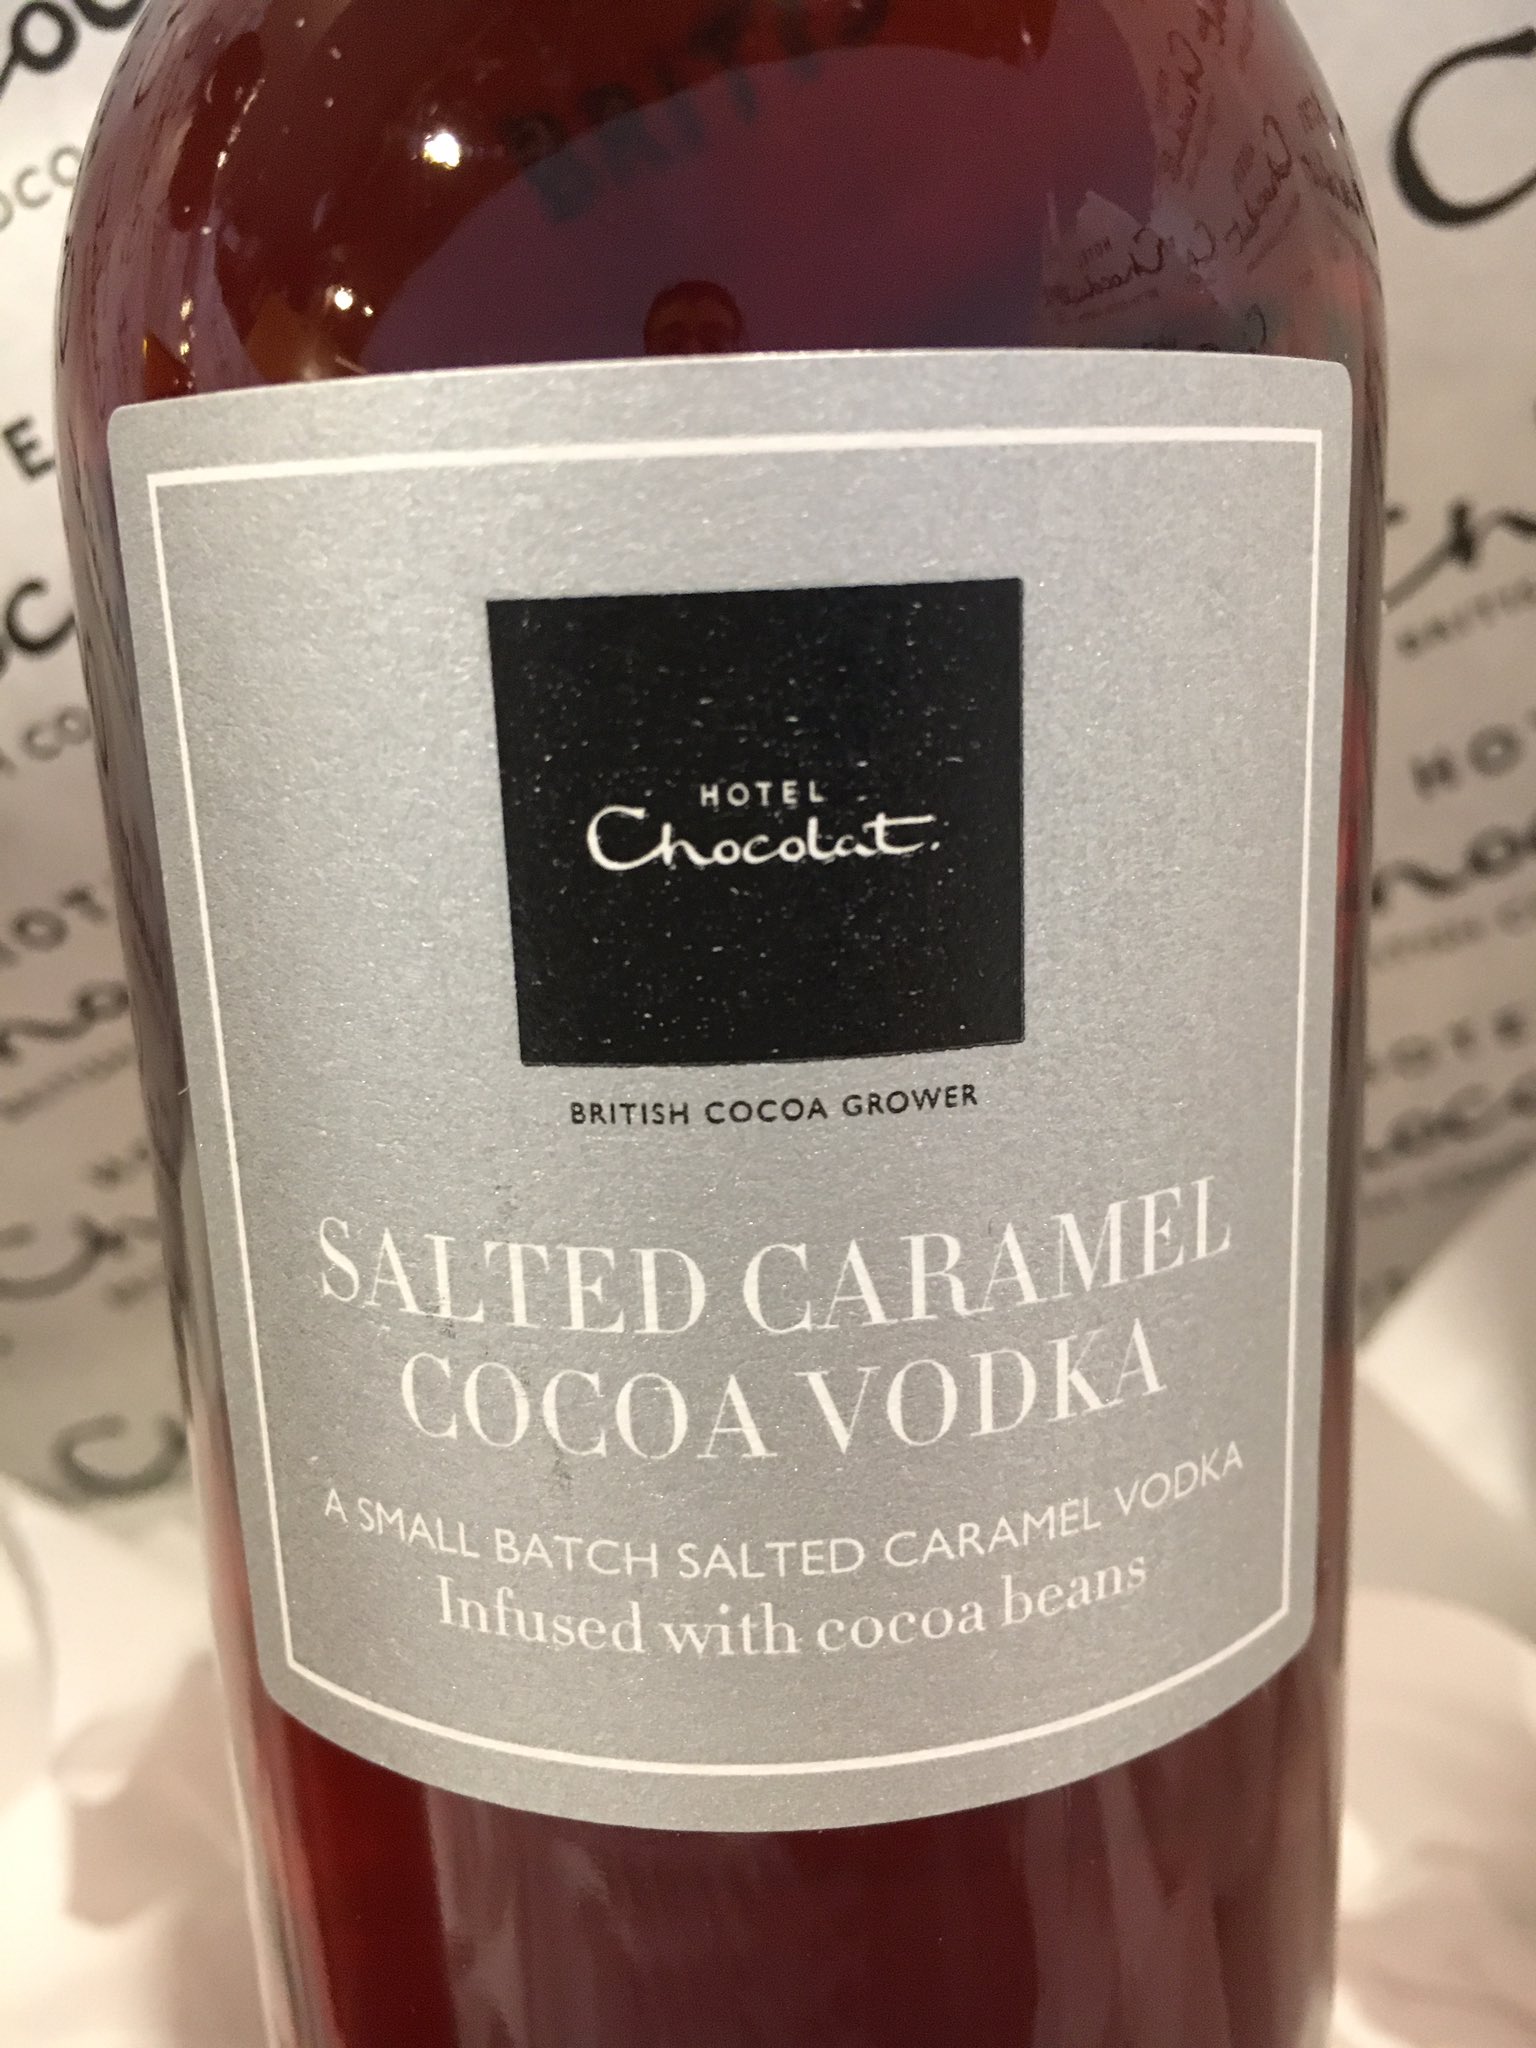 HOTEL
Chocolat.
BRITISH COCOA GROWER
SALTED CARAMEL
COCOA VODKA
A SMALL BATCH SALTED CARAMEL VODKA
Infused with cocoa beans